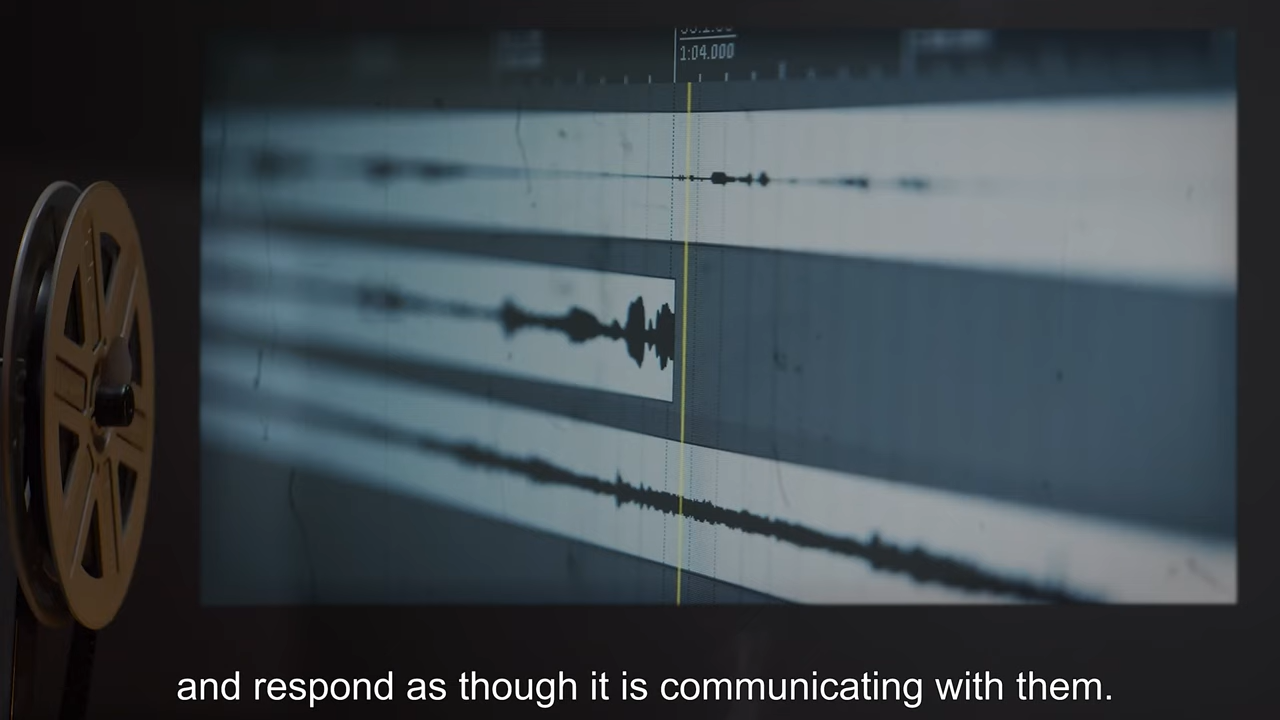 1:04.000
and respond as though it is communicating with them.